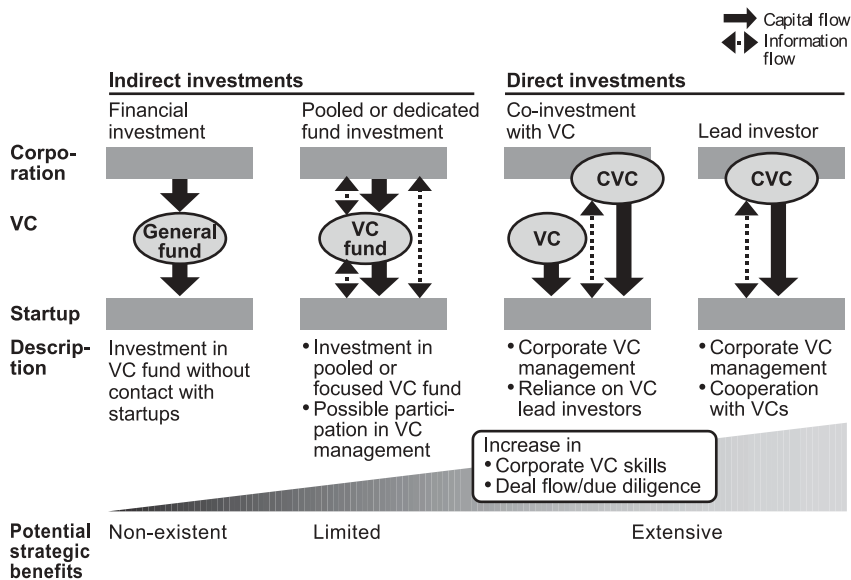 Capital flow
Information
flow
Indirect investments
Direct investments
Financial
investment
Pooled or dedicated
fund investment
Co-investment
with VC
Lead investor
Corpo-
ration
CVC
CVC
VC
General
fund
VC
fund
VC
Startup
Descrip-
tion
Investment in
VC fund without
contact with
startups
• Investment in
pooled or
focused VC fund
• Possible partici-
pation in VC
management
• Corporate VC
management
• Reliance on VC
lead investors
• Corporate VC
management
• Cooperation
with VCs
Increase in
• Corporate VC skills
• Deal flow/due diligence
Potential
strategic
benefits
Non-existent
Limited
Extensive